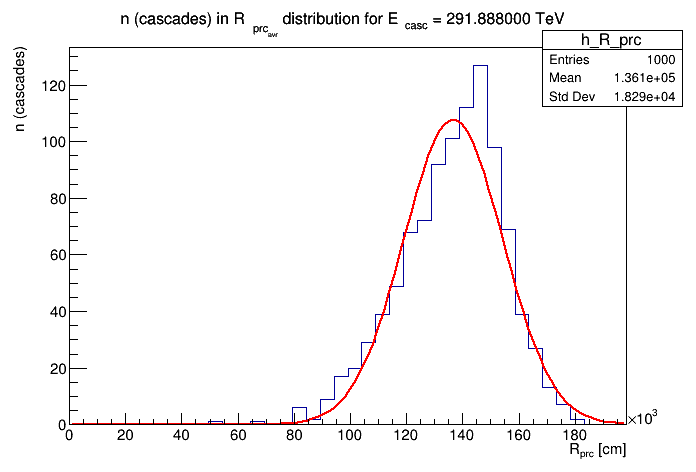 n (cascades) in R prc_awr distribution for E casc = 291.888000 TeV
h_R_prc
Entries 1000
Mean 1.361e+05
Std Dev 1.829e+04
n (cascades)
120
100
80
60
40
20
0
0 20 40 60 80 100 120 140 160 180
×10³
R_prc [cm]